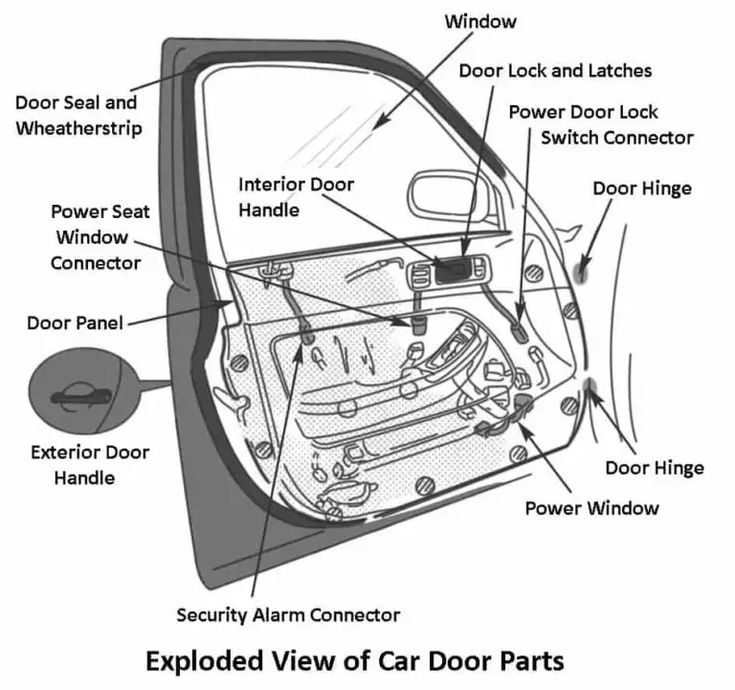 Window
Door Lock and Latches
Door Seal and
Wheatherstrip
Power Door Lock
Switch Connector
Interior Door
Handle
Door Hinge
Power Seat
Window
Connector
Door Panel
Exterior Door
Handle
Door Hinge
Power Window
Security Alarm Connector
Exploded View of Car Door Parts